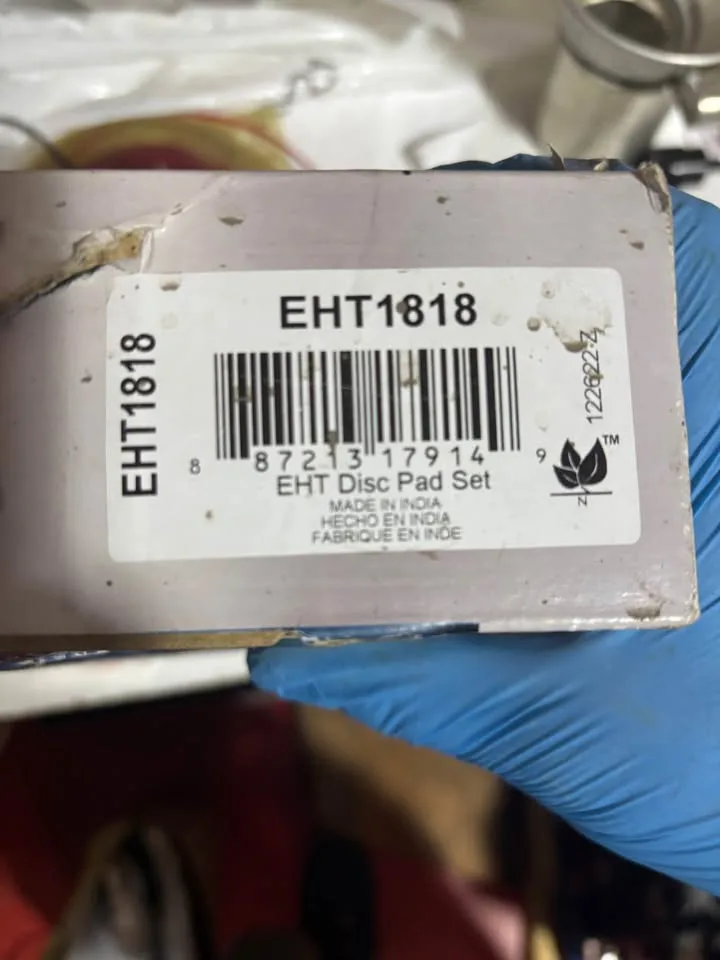 EHT1818
EHT1818
8 87213 17914 9
EHT Disc Pad Set
MADE IN INDIA
HECHO EN INDIA
FABRIQUE EN INDE
122622-Z
TM
N